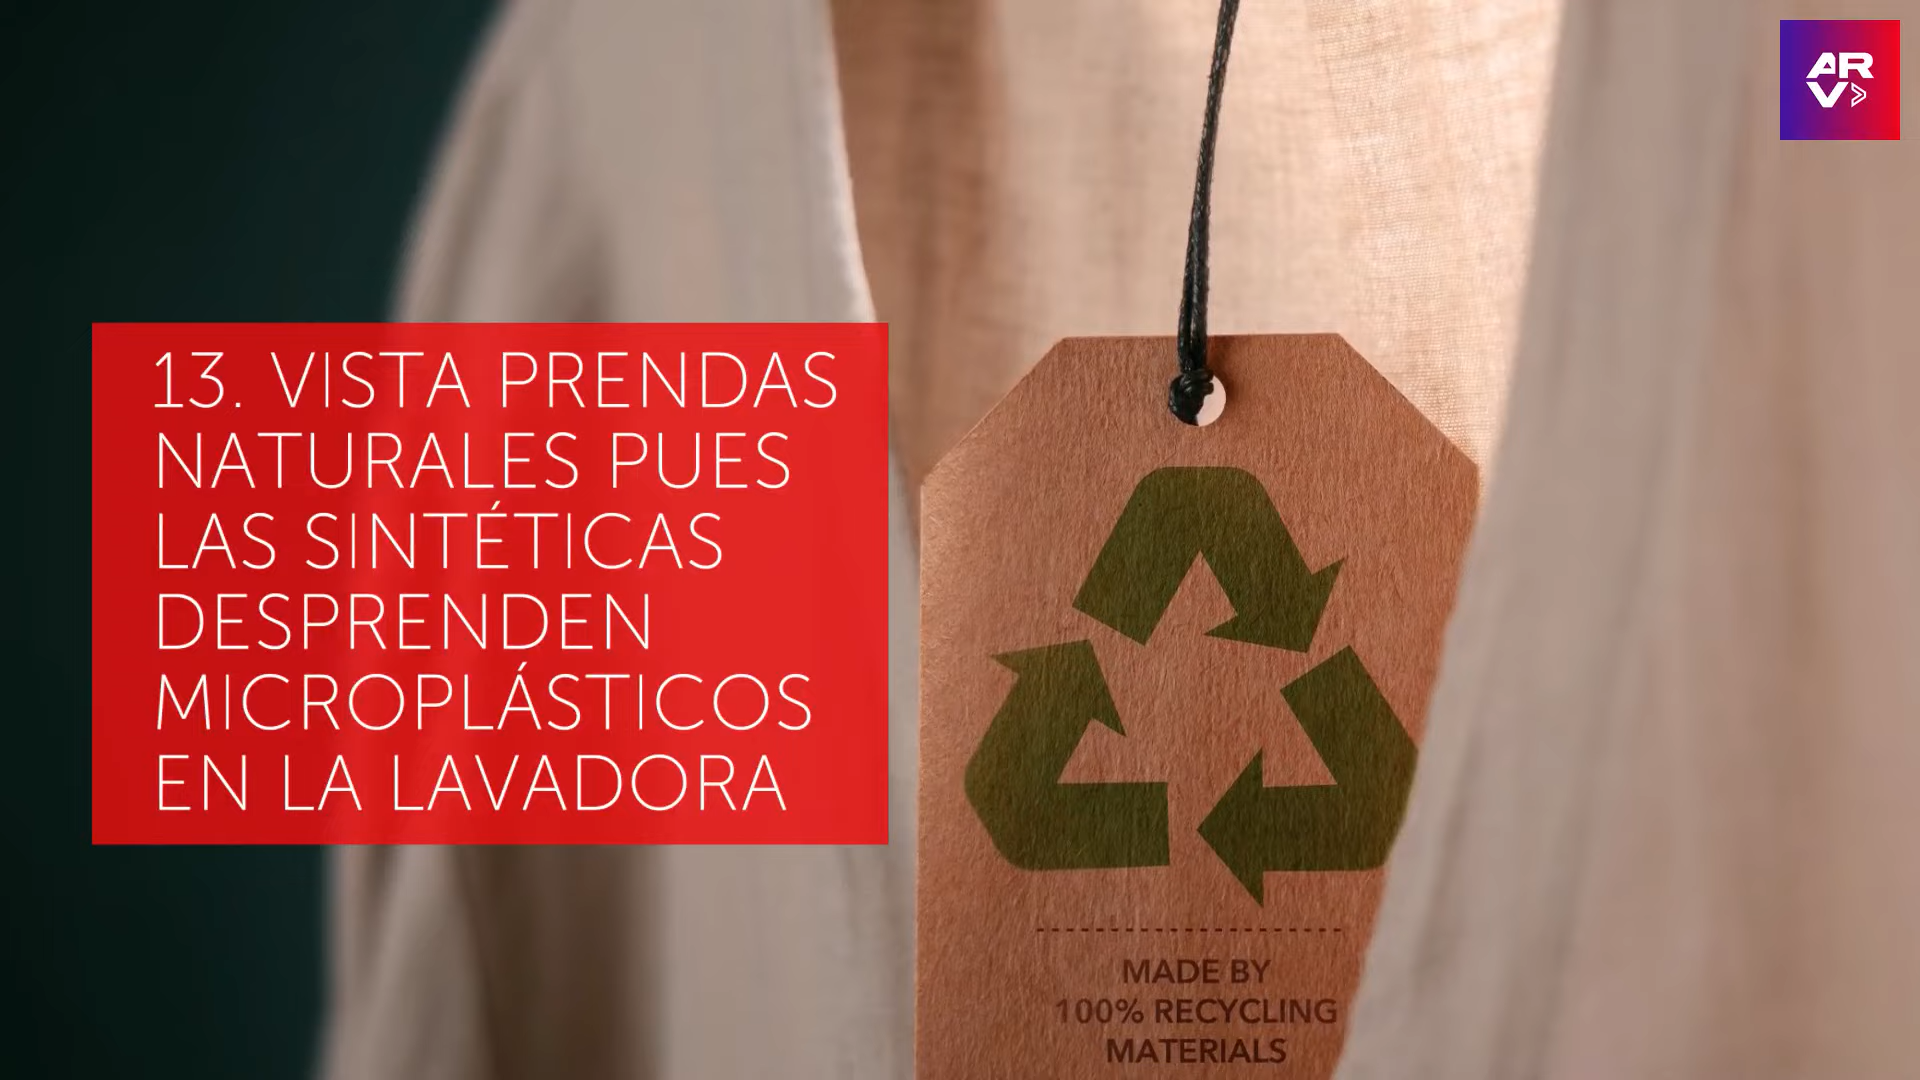 ARV
13. VISTA PRENDAS
NATURALES PUES
LAS SINTÉTICAS
DESPRENDEN
MICROPLÁSTICOS
EN LA LAVADORA
MADE BY
100% RECYCLING
MATERIALS